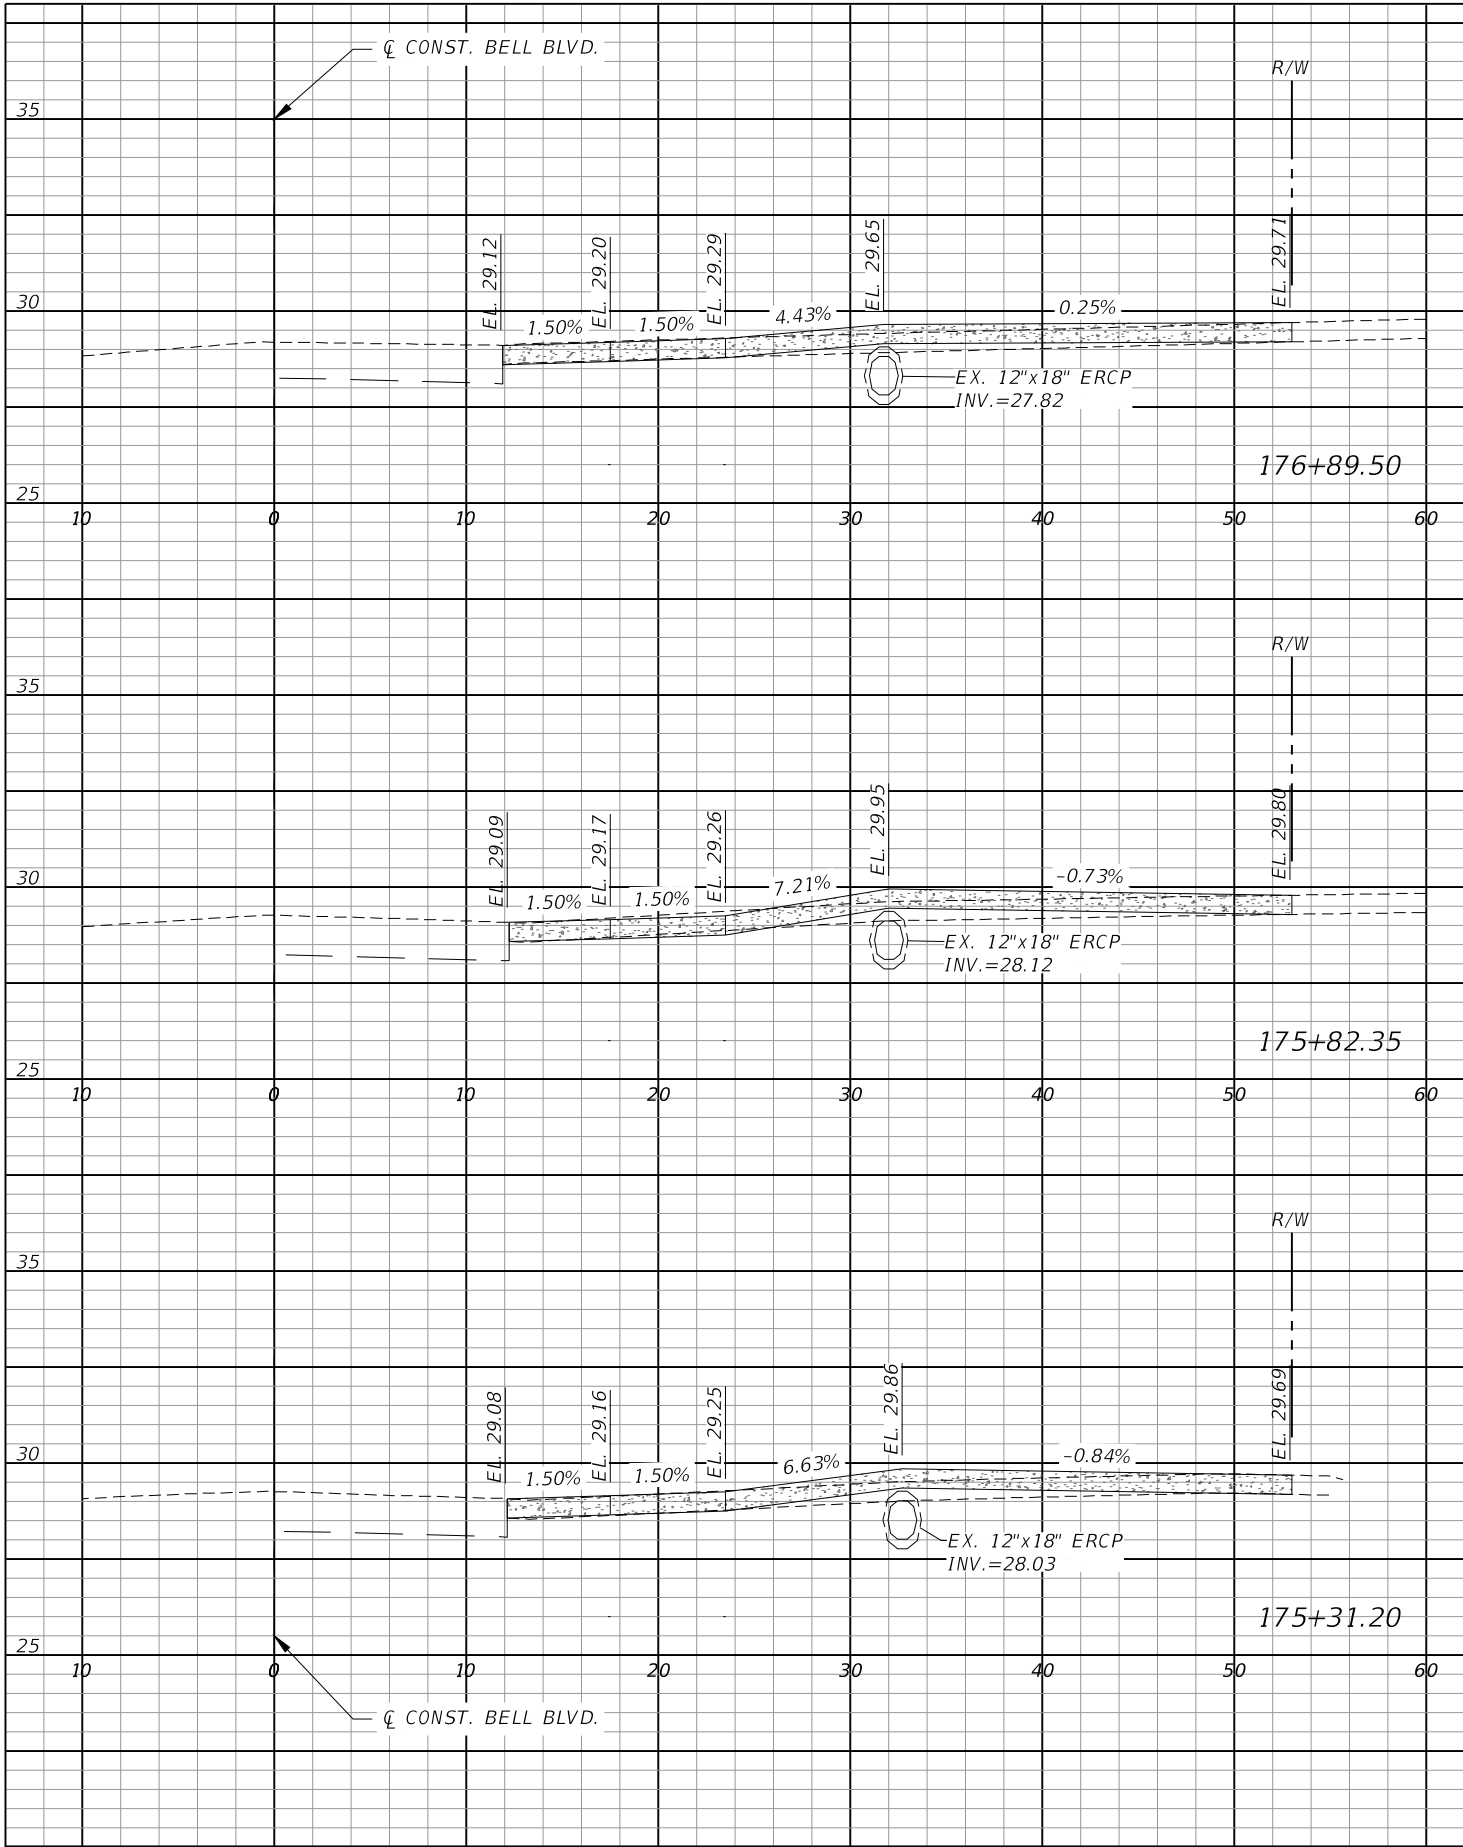 ℄ CONST. BELL BLVD.
R/W
35
EL. 29.12
EL. 29.20
EL. 29.29
EL. 29.65
EL. 29.71
30
1.50%
1.50%
4.43%
0.25%
EX. 12"x18" ERCP
INV.=27.82
176+89.50
25
10 0 10 20 30 40 50 60
R/W
35
EL. 29.09
EL. 29.17
EL. 29.26
EL. 29.95
EL. 29.80
30
1.50%
1.50%
7.21%
-0.73%
EX. 12"x18" ERCP
INV.=28.12
175+82.35
25
10 0 10 20 30 40 50 60
R/W
35
EL. 29.08
EL. 29.16
EL. 29.25
EL. 29.86
EL. 29.69
30
1.50%
1.50%
6.63%
-0.84%
EX. 12"x18" ERCP
INV.=28.03
175+31.20
25
10 0 10 20 30 40 50 60
℄ CONST. BELL BLVD.